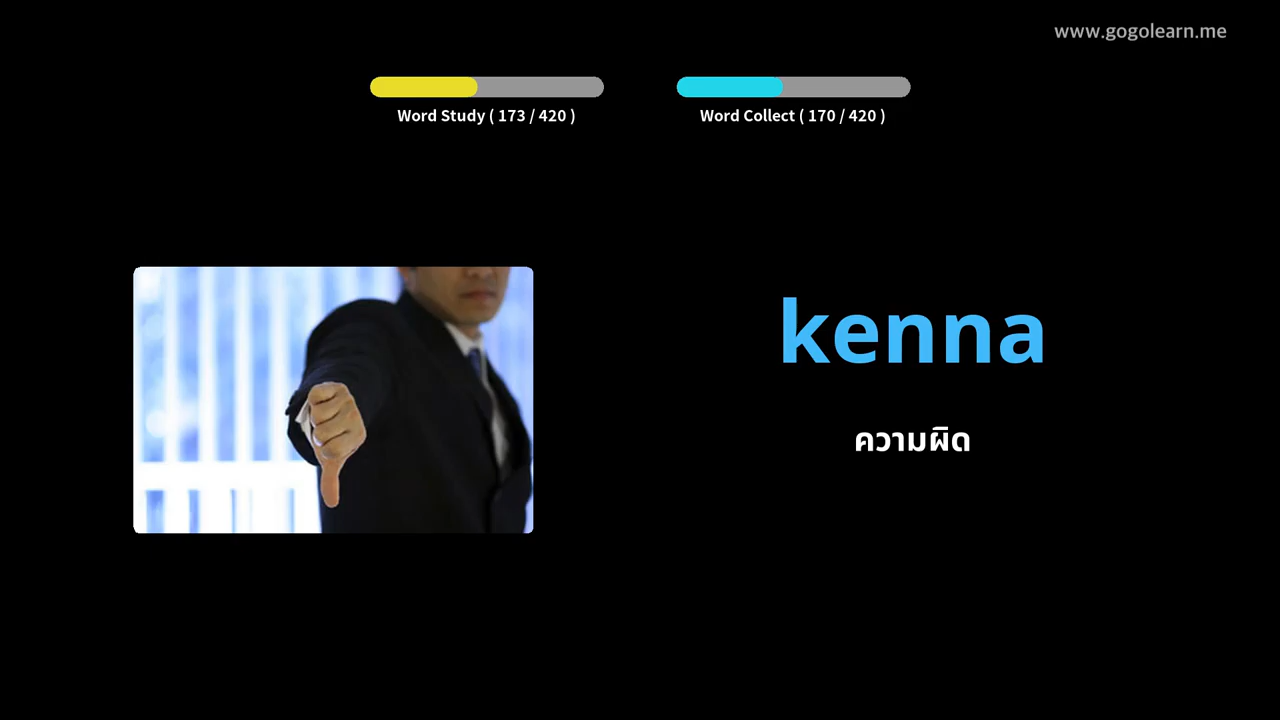 www.gogolearn.me
Word Study ( 173 / 420 )
Word Collect ( 170 / 420 )
kenna
ความผิด